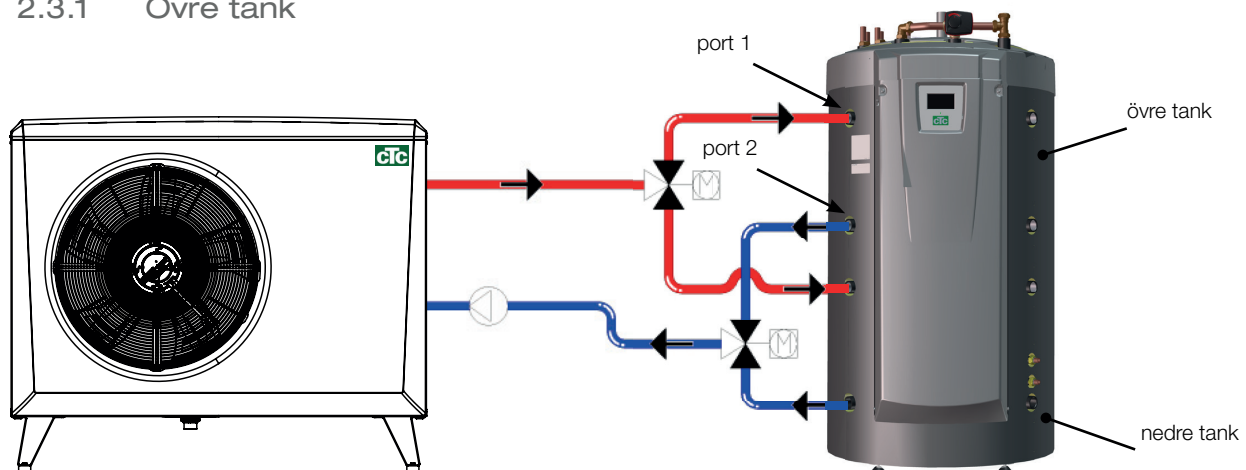 2.3.1 Övre tank
port 1
övre tank
port 2
cTc
cTc
M
M
nedre tank